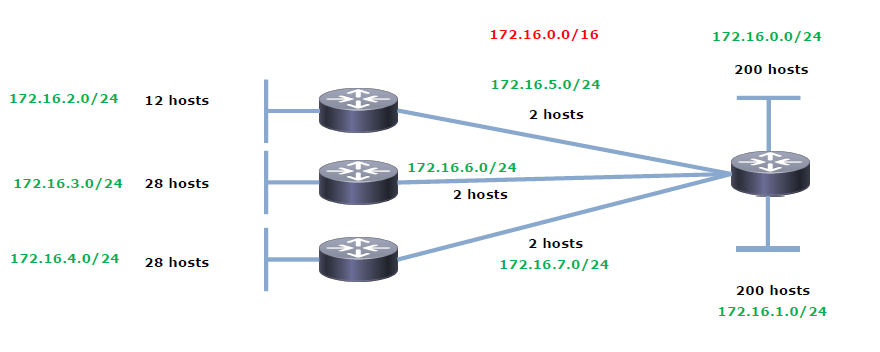 172.16.0.0/16
172.16.0.0/24
200 hosts
172.16.5.0/24
2 hosts
172.16.2.0/24
12 hosts
172.16.6.0/24
2 hosts
172.16.3.0/24
28 hosts
2 hosts
172.16.7.0/24
172.16.4.0/24
28 hosts
200 hosts
172.16.1.0/24